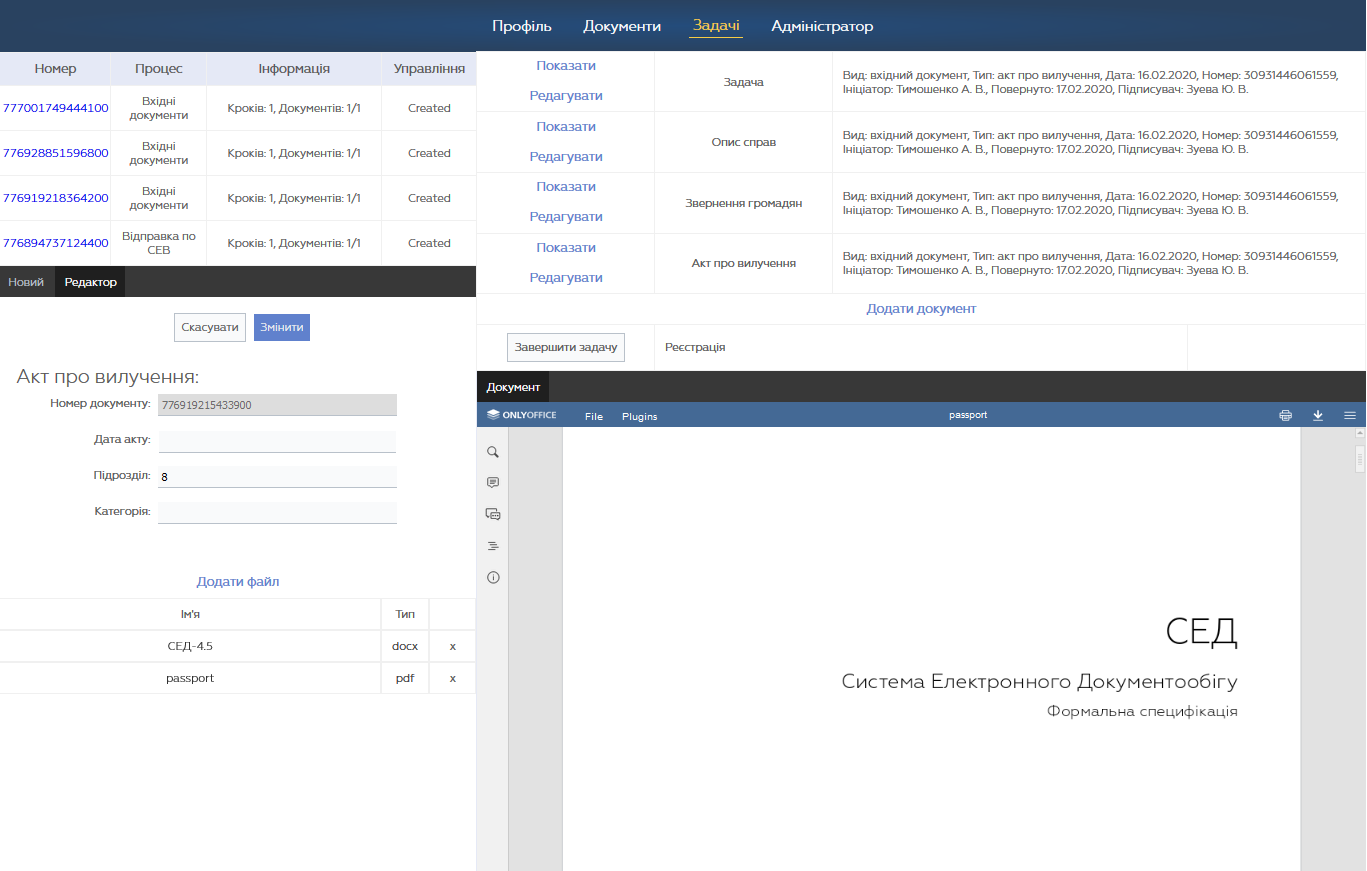 Профіль Документи Задачі Адміністратор
Номер Процес Інформація Управління
777001749444100 Вхідні документи Кроків: 1, Документів: 1/1 Created
776928851596800 Вхідні документи Кроків: 1, Документів: 1/1 Created
776919218364200 Вхідні документи Кроків: 1, Документів: 1/1 Created
776894737124400 Відправка по СЕВ Кроків: 1, Документів: 1/1 Created
Новий Редактор
Скасувати Змінити
Акт про вилучення:
Номер документу: 776919215433900
Дата акту:
Підрозділ: 8
Категорія:
Додати файл
Ім'я Тип
СЕД-4.5 docx x
passport pdf x
Показати
Редагувати
Задача
Вид: вхідний документ, Тип: акт про вилучення, Дата: 16.02.2020, Номер: 30931446061559,
Ініціатор: Тимошенко А. В., Повернуто: 17.02.2020, Підписувач: Зуева Ю. В.
Показати
Редагувати
Опис справ
Вид: вхідний документ, Тип: акт про вилучення, Дата: 16.02.2020, Номер: 30931446061559,
Ініціатор: Тимошенко А. В., Повернуто: 17.02.2020, Підписувач: Зуева Ю. В.
Показати
Редагувати
Звернення громадян
Вид: вхідний документ, Тип: акт про вилучення, Дата: 16.02.2020, Номер: 30931446061559,
Ініціатор: Тимошенко А. В., Повернуто: 17.02.2020, Підписувач: Зуева Ю. В.
Показати
Редагувати
Акт про вилучення
Вид: вхідний документ, Тип: акт про вилучення, Дата: 16.02.2020, Номер: 30931446061559,
Ініціатор: Тимошенко А. В., Повернуто: 17.02.2020, Підписувач: Зуева Ю. В.
Додати документ
Завершити задачу Реєстрація
Документ
ONLYOFFICE File Plugins passport
СЕД
Система Електронного Документообігу
Формальна специфікація